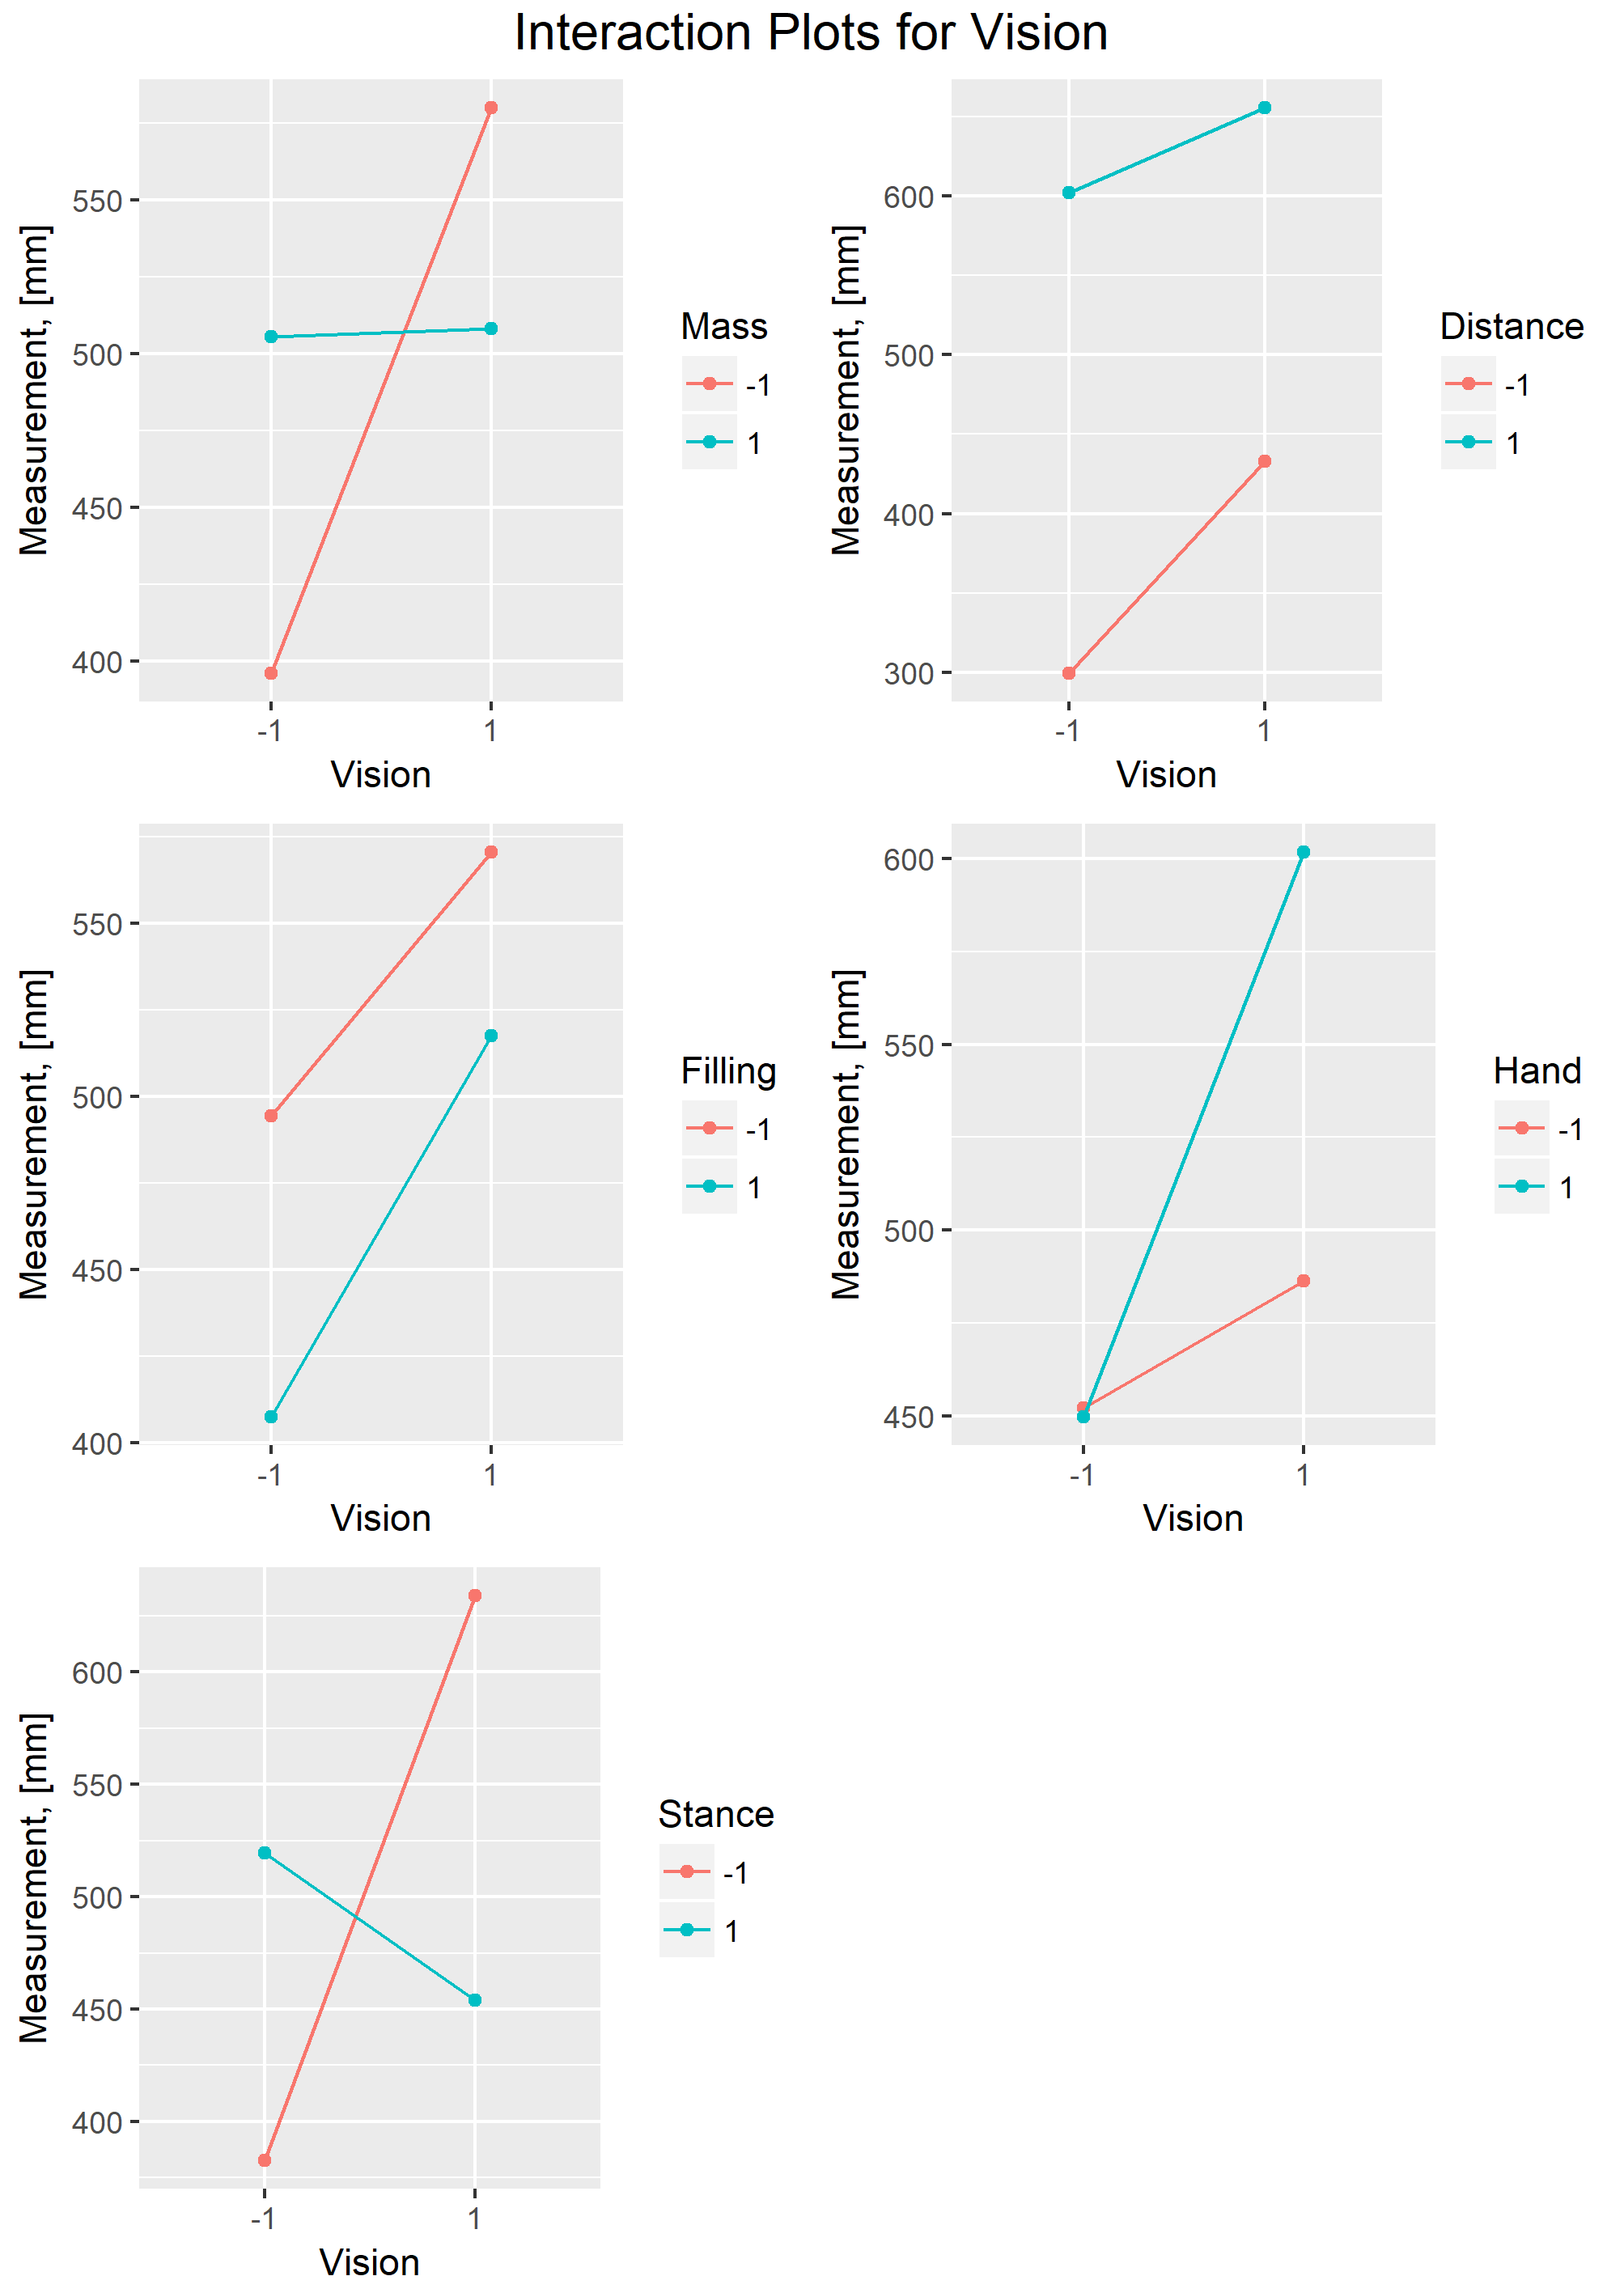 Interaction Plots for Vision
Measurement, [mm]
550
500
450
400
-1
1
Vision
Mass
-1
1
Measurement, [mm]
600
500
400
300
-1
1
Vision
Distance
-1
1
Measurement, [mm]
550
500
450
400
-1
1
Vision
Filling
-1
1
Measurement, [mm]
600
550
500
450
-1
1
Vision
Hand
-1
1
Measurement, [mm]
600
550
500
450
400
-1
1
Vision
Stance
-1
1